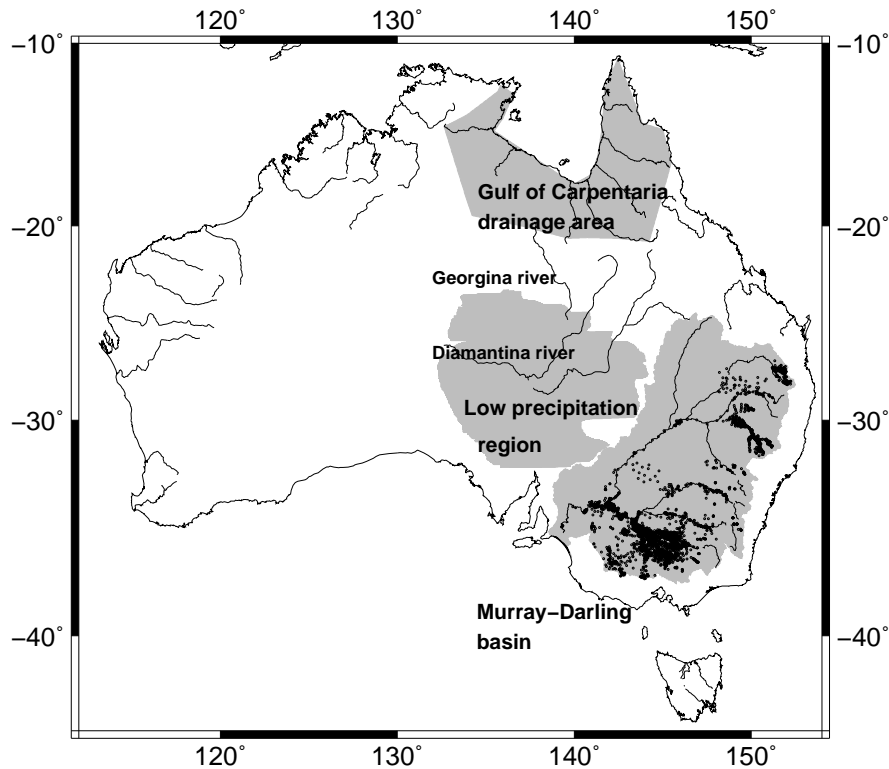 120° 130° 140° 150°
−10° −10°
Gulf of Carpentaria
drainage area
−20° −20°
Georgina river
Diamantina river
Low precipitation
−30° −30°
region
Murray−Darling
−40° −40°
basin
120° 130° 140° 150°